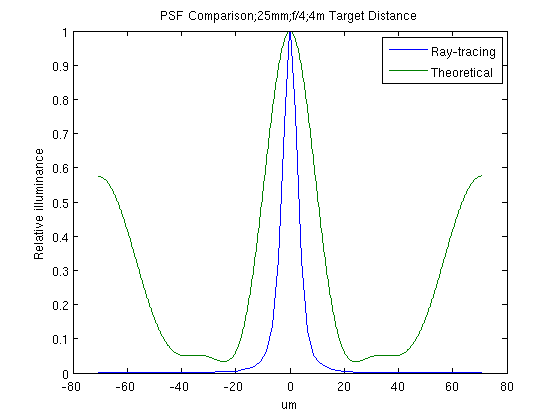 PSF Comparison;25mm;f/4;4m Target Distance
Ray-tracing
Theoretical
Relative illuminance
1
0.9
0.8
0.7
0.6
0.5
0.4
0.3
0.2
0.1
0
-80 -60 -40 -20 0 20 40 60 80
um